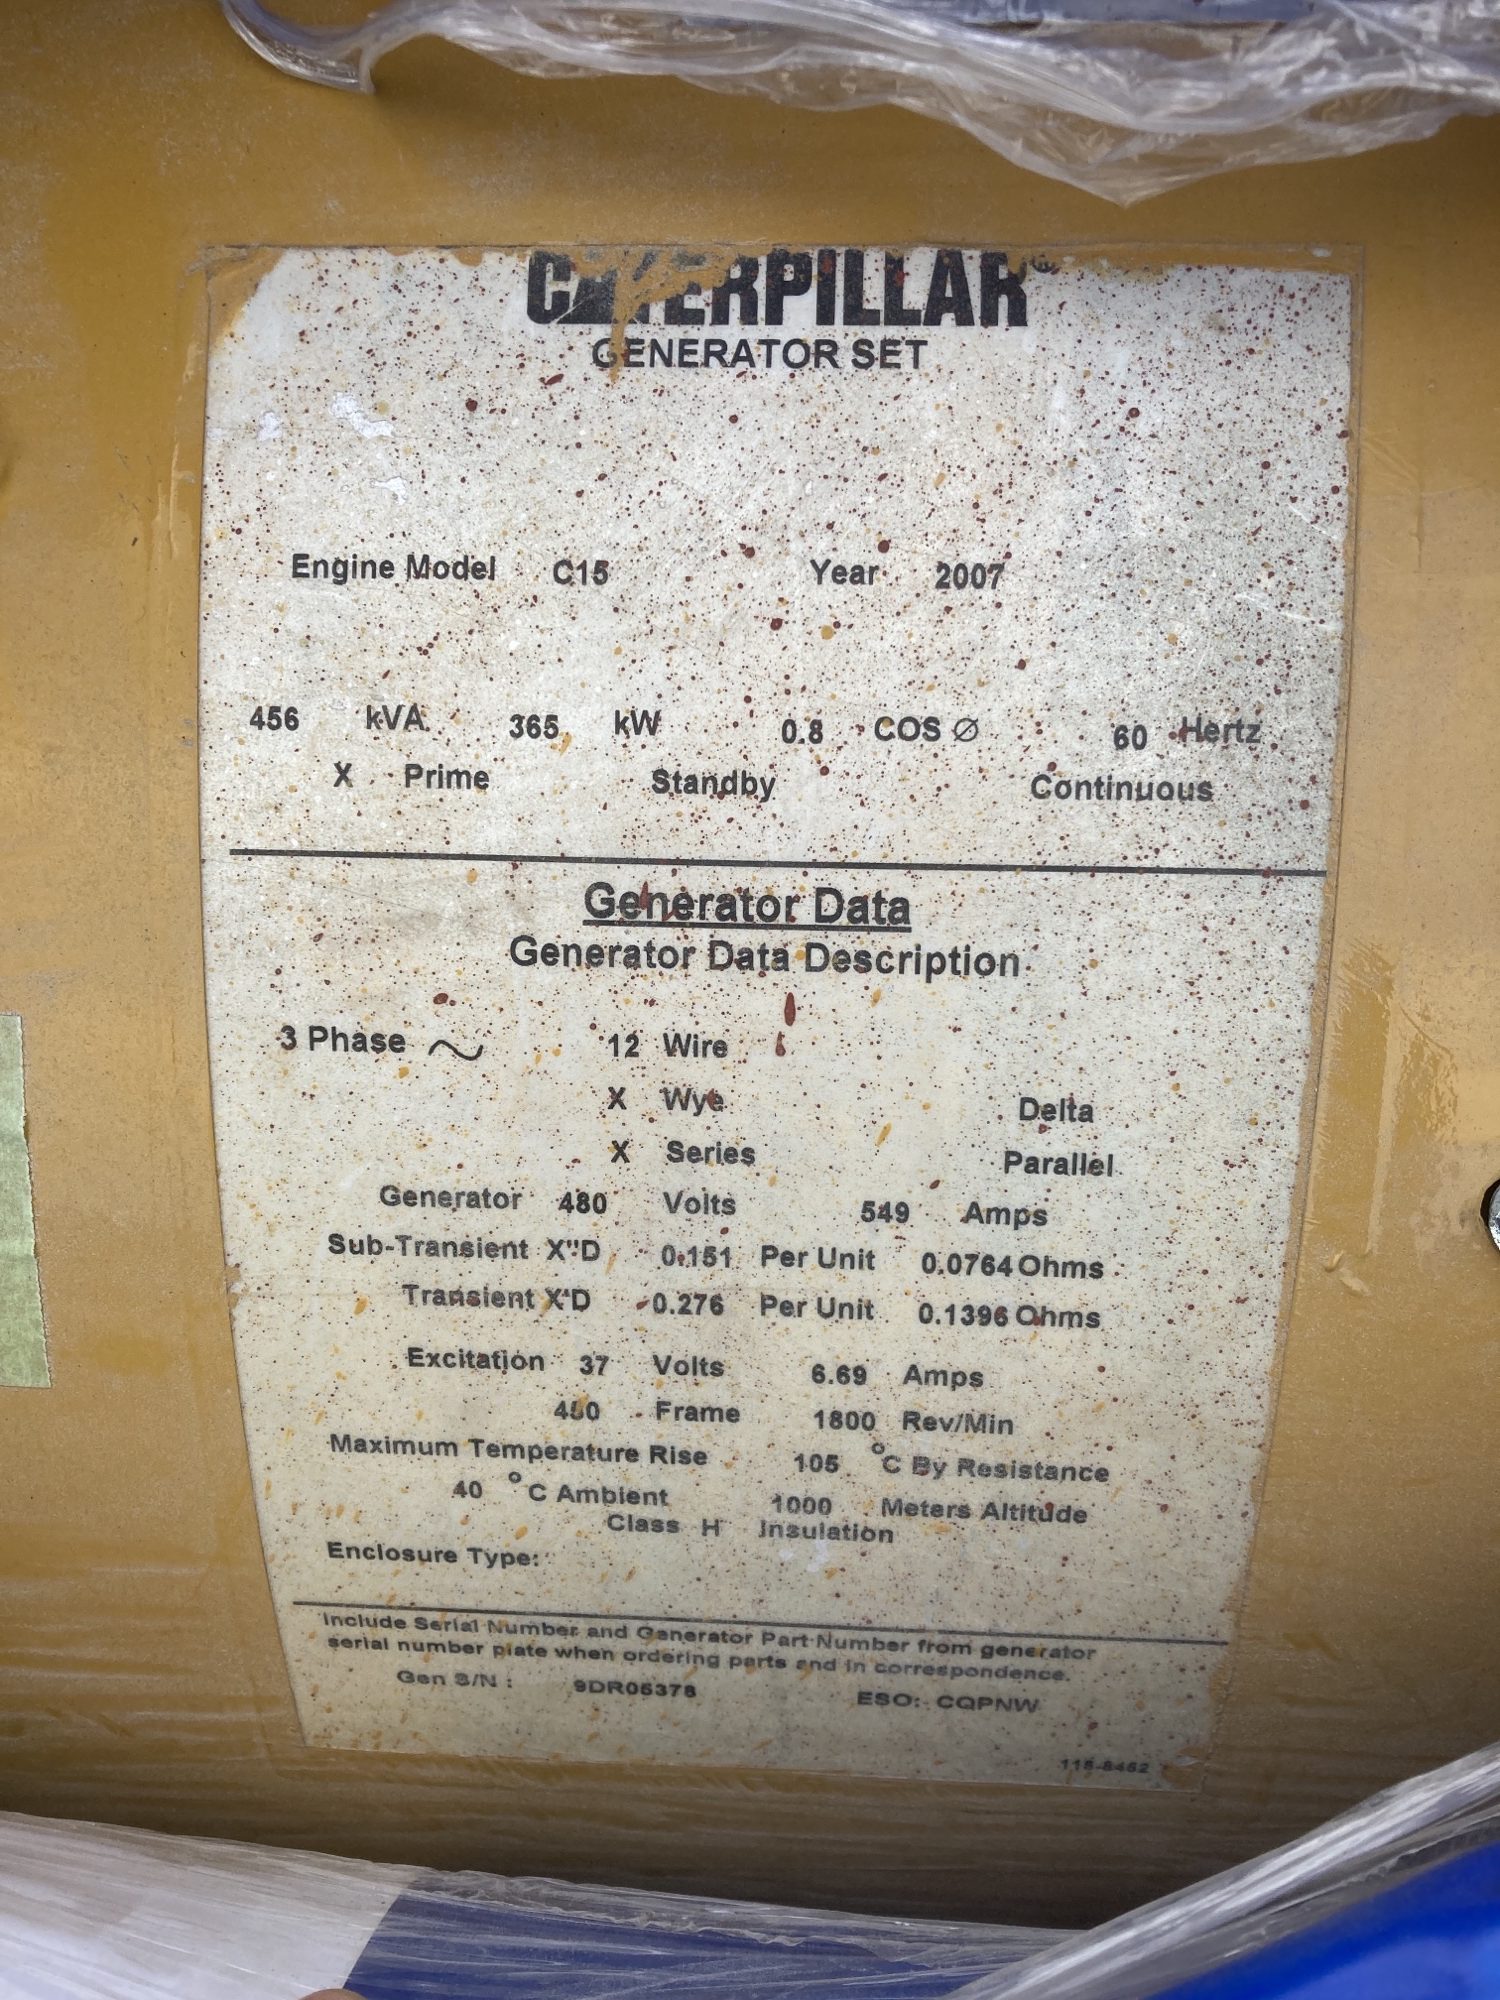 CATERPILLAR®
GENERATOR SET
Engine Model C15 Year 2007
456 kVA 365 kW 0.8 COS Ø 60 Hertz
X Prime Standby Continuous
Generator Data
Generator Data Description
3 Phase ~ 12 Wire
X Wye Delta
X Series Parallel
Generator 480 Volts 549 Amps
Sub-Transient X"D 0.151 Per Unit 0.0764 Ohms
Transient X'D 0.276 Per Unit 0.1396 Ohms
Excitation 37 Volts 6.69 Amps
Frame 1800 Rev/Min
Maximum Temperature Rise 105 °C By Resistance
40 °C Ambient 1000 Meters Altitude
Class H Insulation
Enclosure Type:
Include Serial Number and Generator Part Number from generator
serial number plate when ordering parts and in correspondence.
Gen S/N : ESO: CQPNW